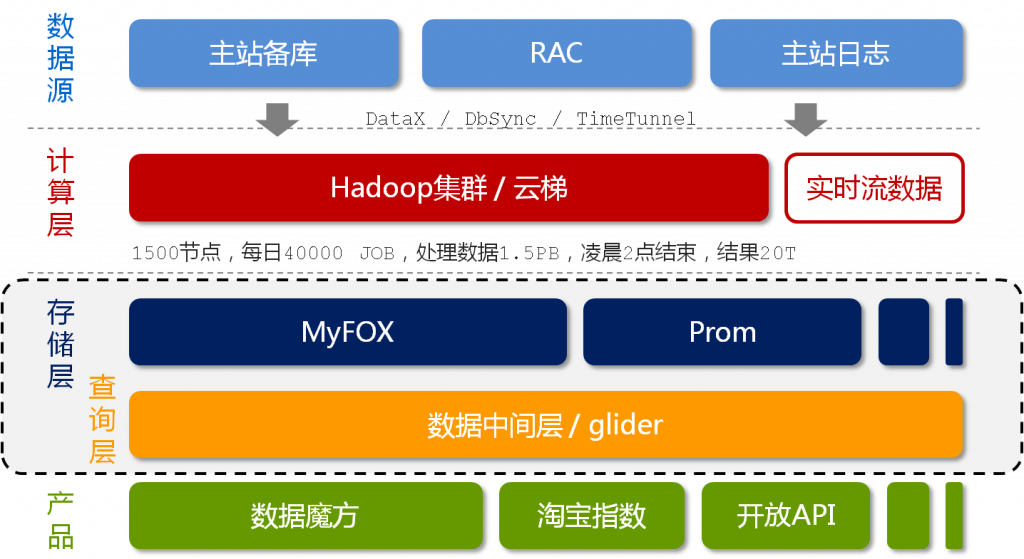 数据源
主站备库
RAC
主站日志
DataX / DbSync / TimeTunnel
计算层
Hadoop集群 / 云梯
实时流数据
1500节点，每日40000 JOB，处理数据1.5PB，凌晨2点结束，结果20T
存储层
MyFOX
Prom
查询层
数据中间层 / glider
产品
数据魔方
淘宝指数
开放API